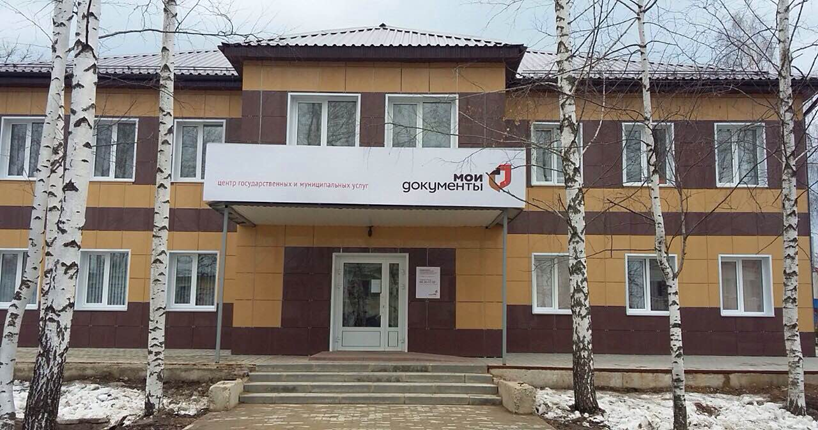 центр государственных и муниципальных услуг
мои
документы